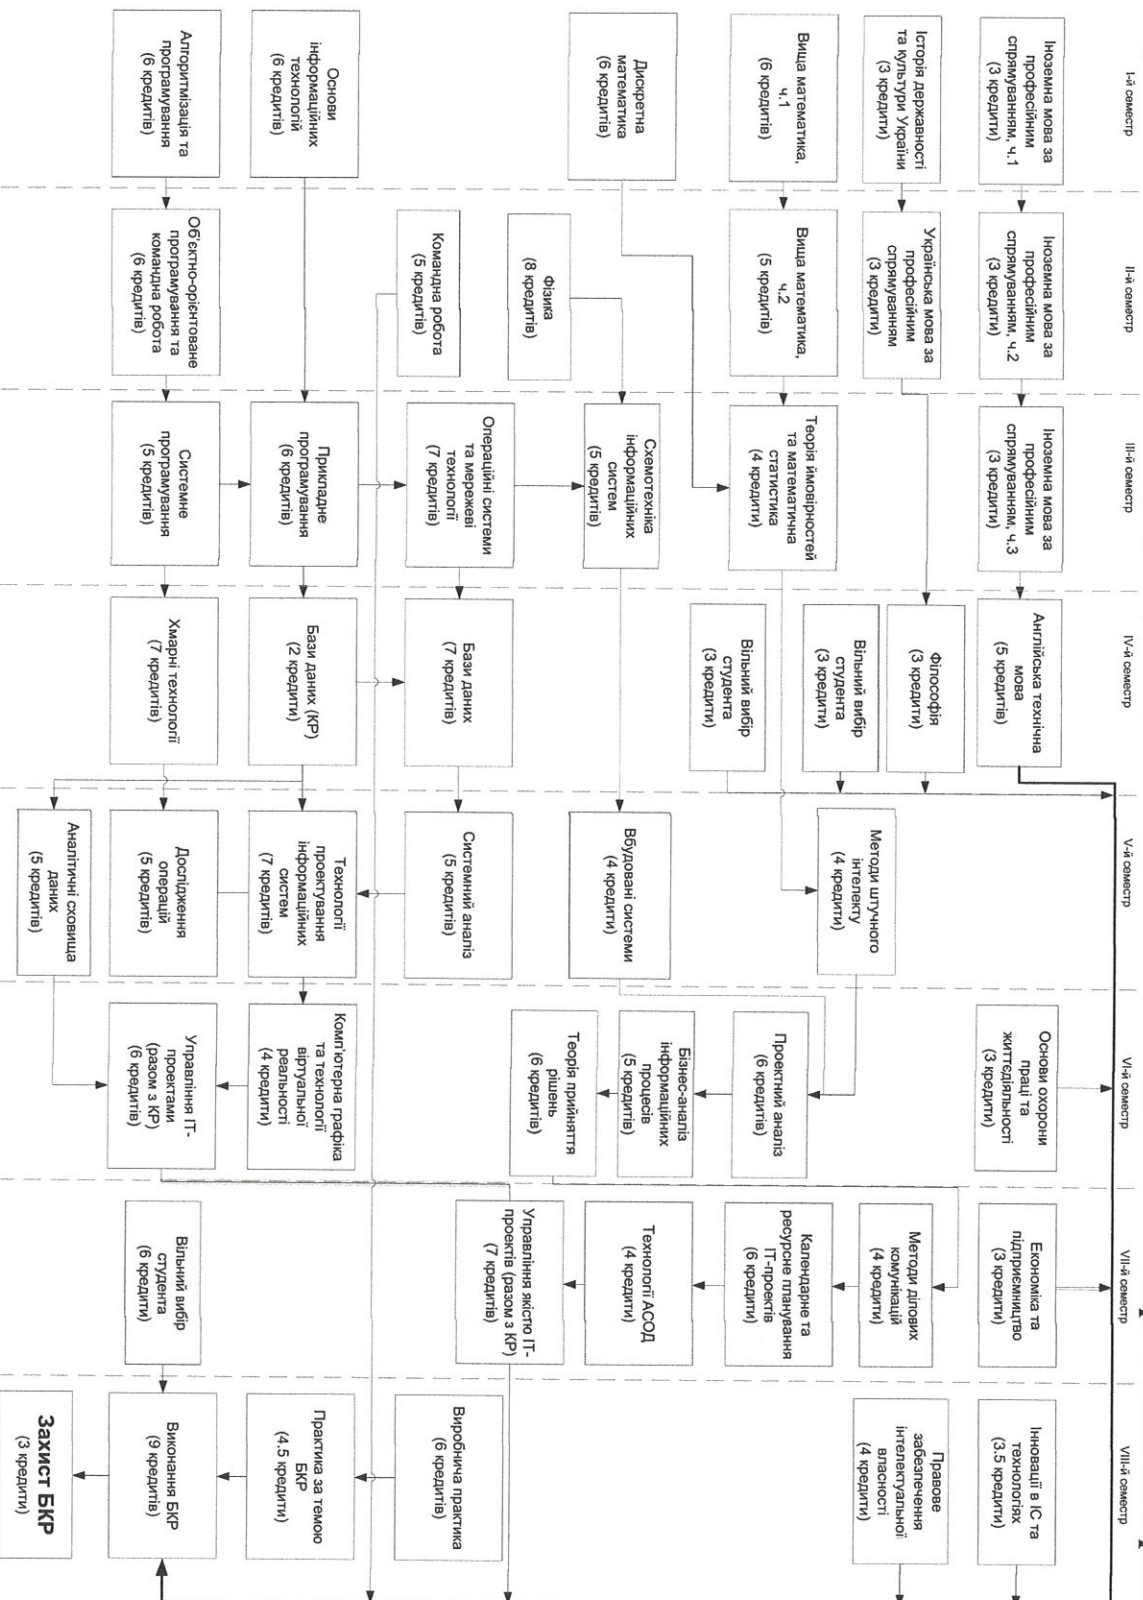 І-й семестр
Іноземна мова за
професійним
спрямуванням, ч.1
(3 кредити)
Історія державності
та культури України
(3 кредити)
Вища математика,
ч.1
(6 кредитів)
Дискретна
математика
(6 кредитів)
Основи
інформаційних
технологій
(6 кредитів)
Алгоритмізація та
програмування
(6 кредитів)
ІІ-й семестр
Іноземна мова за
професійним
спрямуванням, ч.2
(3 кредити)
Українська мова за
професійним
спрямуванням
(3 кредити)
Вища математика,
ч.2
(5 кредитів)
Фізика
(8 кредитів)
Командна робота
(5 кредитів)
Об'єктно-орієнтоване
програмування та
командна робота
(6 кредитів)
ІІІ-й семестр
Іноземна мова за
професійним
спрямуванням, ч.3
(3 кредити)
Теорія ймовірностей
та математична
статистика
(4 кредити)
Схемотехніка
інформаційних
систем
(5 кредитів)
Операційні системи
та мережеві
технології
(7 кредитів)
Прикладне
програмування
(6 кредитів)
Системне
програмування
(5 кредитів)
IV-й семестр
Англійська технічна
мова
(5 кредитів)
Філософія
(3 кредити)
Вільний вибір
студента
(3 кредити)
Вільний вибір
студента
(3 кредити)
Бази даних
(7 кредитів)
Бази даних (КР)
(2 кредити)
Хмарні технології
(7 кредитів)
V-й семестр
Методи штучного
інтелекту
(4 кредити)
Вбудовані системи
(4 кредити)
Системний аналіз
(5 кредитів)
Технології
проектування
інформаційних
систем
(7 кредитів)
Дослідження
операцій
(5 кредитів)
Аналітичні сховища
даних
(5 кредитів)
VІ-й семестр
Основи охорони
праці та
життєдіяльності
(3 кредити)
Проектний аналіз
(6 кредитів)
Бізнес-аналіз
інформаційних
процесів
(5 кредитів)
Теорія прийняття
рішень
(6 кредитів)
Комп'ютерна графіка
та технології
віртуальної
реальності
(4 кредити)
Управління ІТ-
проектами
(разом з КР)
(6 кредитів)
VІІ-й семестр
Економіка та
підприємництво
(3 кредити)
Методи ділових
комунікацій
(4 кредити)
Календарне та
ресурсне планування
ІТ-проектів
(6 кредитів)
Технології АСОД
(4 кредити)
Управління якістю ІТ-
проектів (разом з КР)
(7 кредитів)
Вільний вибір
студента
(6 кредити)
VІІІ-й семестр
Інновації в ІС та
технологіях
(3.5 кредити)
Правове
забезпечення
інтелектуальної
власності
(4 кредити)
Виробнича практика
(6 кредитів)
Практика за темою
БКР
(4.5 кредити)
Виконання БКР
(9 кредитів)
Захист БКР
(3 кредити)